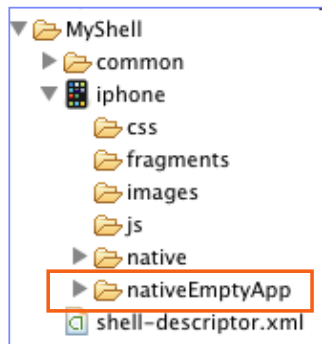 MyShell
common
iphone
css
fragments
images
js
native
nativeEmptyApp
shell-descriptor.xml